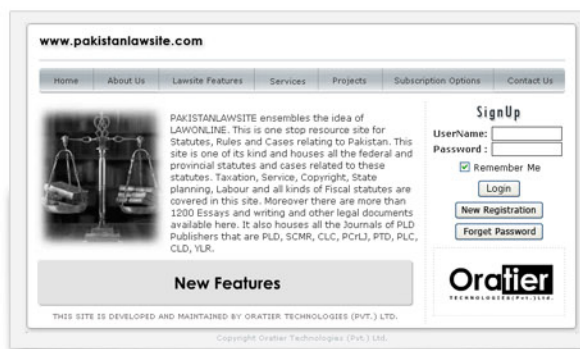 www.pakistanlawsite.com
Home About Us Lawsite Features Services Projects Subscription Options Contact Us
PAKISTANLAWSITE ensembles the idea of
LAWONLINE. This is one stop resource site for
Statutes, Rules and Cases relating to Pakistan. This
site is one of its kind and houses all the federal and
provincial statutes and cases related to these
statutes. Taxation, Service, Copyright, State
planning, Labour and all kinds of Fiscal statutes are
covered in this site. Moreover there are more than
1200 Essays and writing and other legal documents
available here. It also houses all the Journals of PLD
Publishers that are PLD, SCMR, CLC, PCrLJ, PTD, PLC,
CLD, YLR.
New Features
THIS SITE IS DEVELOPED AND MAINTAINED BY ORATIER TECHNOLOGIES (PVT.) LTD.
SignUp
UserName:
Password :
Remember Me
Login
New Registration
Forget Password
Oratier
TECHNOLOGIES(Pvt.)Ltd.
Copyright Oratier Technologies (Pvt.) Ltd.